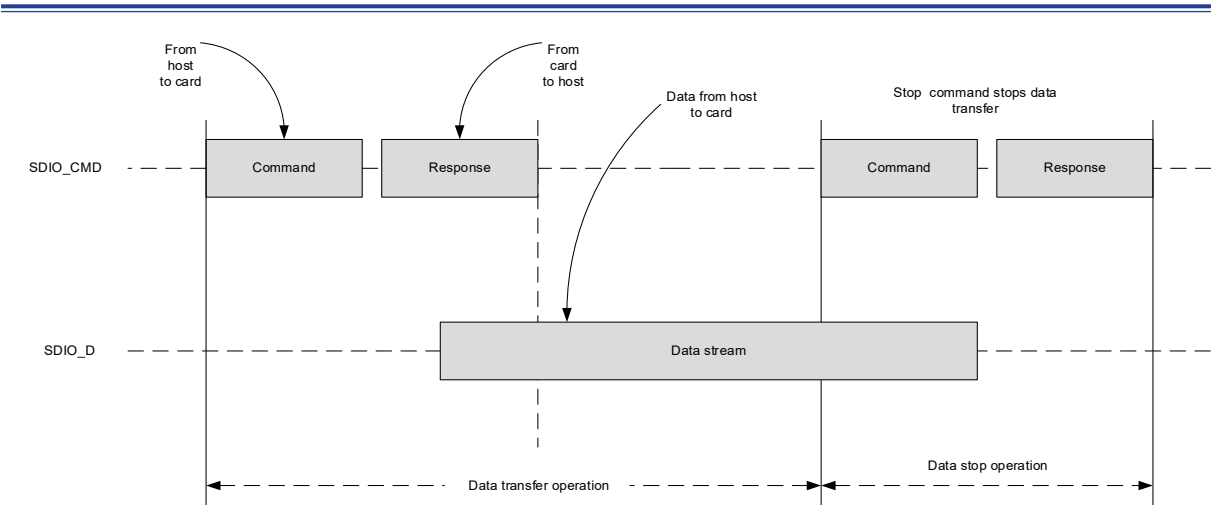 From
host
to card
From
card
to host
Data from host
to card
Stop command stops data
transfer
SDIO_CMD
Command
Response
Command
Response
SDIO_D
Data stream
Data transfer operation
Data stop operation